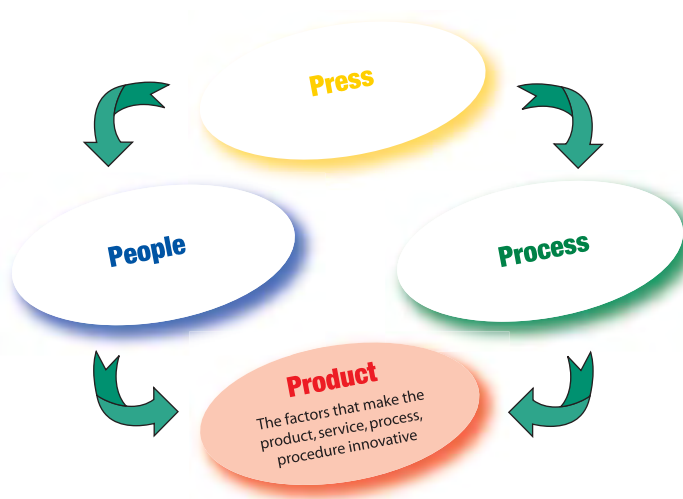 Press
People
Process
Product
The factors that make the
product, service, process,
procedure innovative